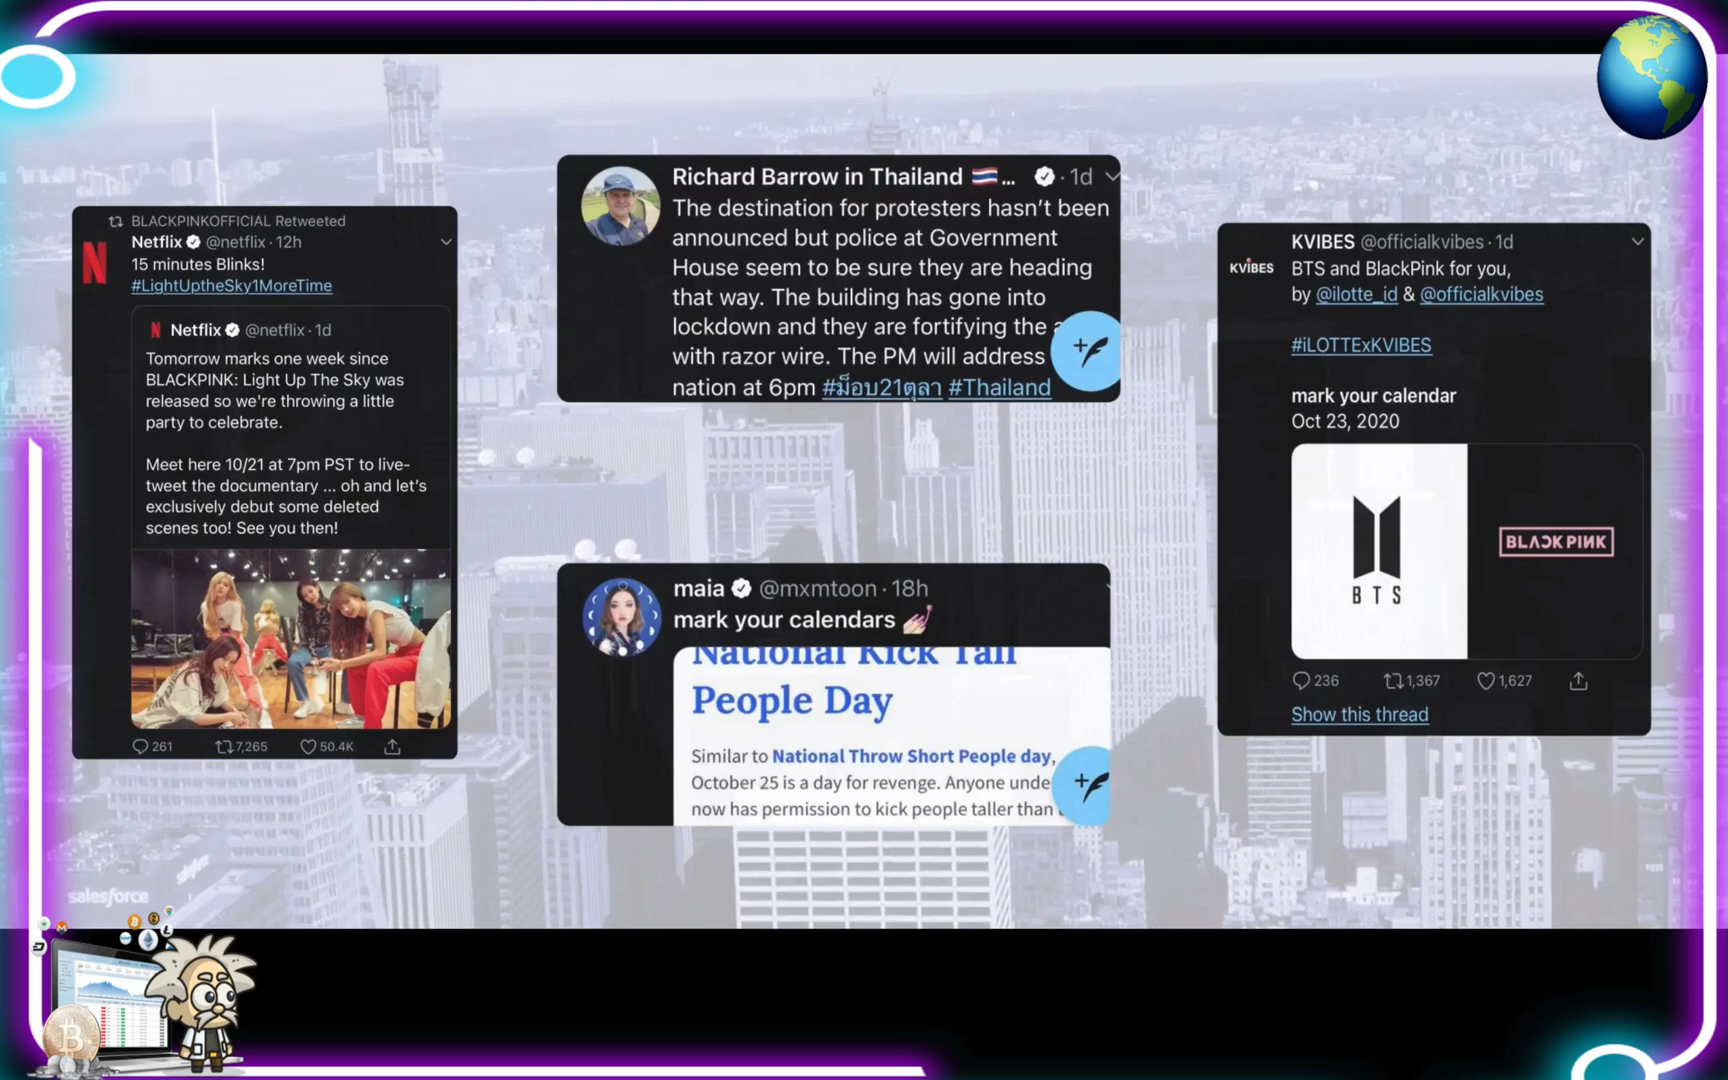 BLACKPINKOFFICIAL Retweeted
Netflix @netflix · 12h
15 minutes Blinks!
#LightUptheSky1MoreTime
Netflix @netflix · 1d
Tomorrow marks one week since
BLACKPINK: Light Up The Sky was
released so we're throwing a little
party to celebrate.
Meet here 10/21 at 7pm PST to live-
tweet the documentary ... oh and let's
exclusively debut some deleted
scenes too! See you then!
261 7,265 50.4K
Richard Barrow in Thailand ... · 1d
The destination for protesters hasn't been
announced but police at Government
House seem to be sure they are heading
that way. The building has gone into
lockdown and they are fortifying the
with razor wire. The PM will address
nation at 6pm #ม็อบ21ตุลา #Thailand
maia @mxmtoon · 18h
mark your calendars
National Kick Tall
People Day
Similar to National Throw Short People day,
October 25 is a day for revenge. Anyone unde
now has permission to kick people taller than
KVIBES
KVIBES @officialkvibes · 1d
BTS and BlackPink for you,
by @ilotte_id & @officialkvibes
#iLOTTExKVIBES
mark your calendar
Oct 23, 2020
BTS
BLACKPINK
236 1,367 1,627
Show this thread
salesforce